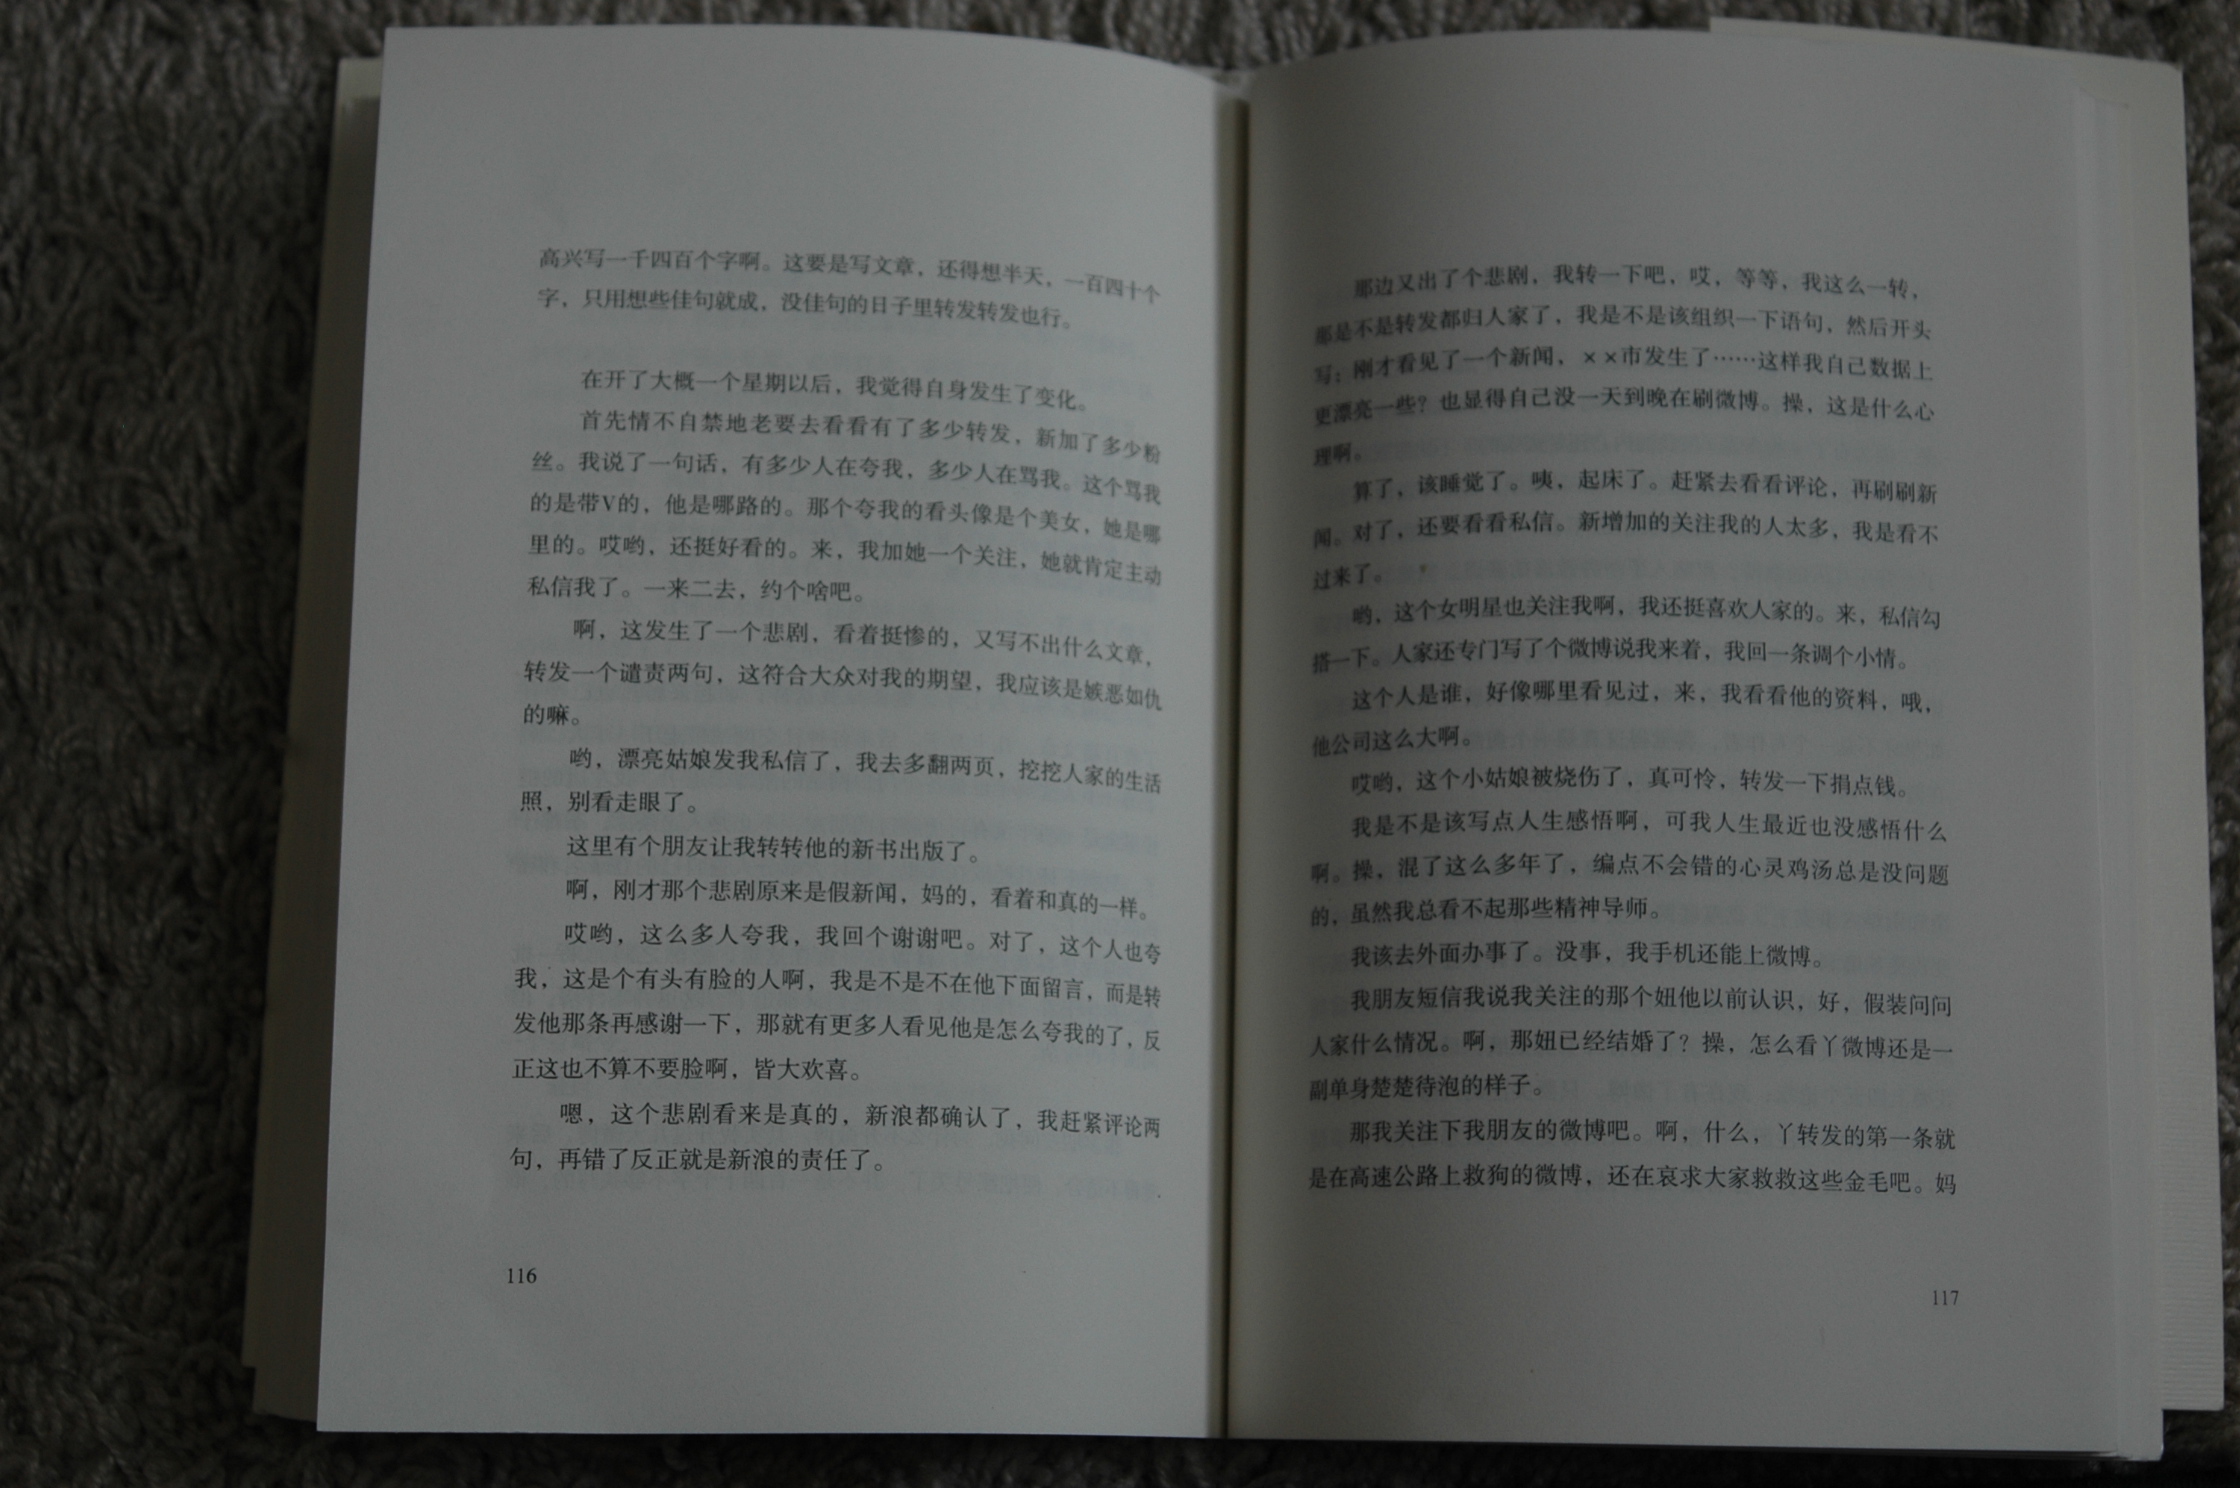 高兴写一千四百个字啊。这要是写文章，还得想半天，一百四十个
字，只用想些佳句就成，没佳句的日子里转发转发也行。
在开了大概一个星期以后，我觉得自身发生了变化。
首先情不自禁地老要去看看有了多少转发，新加了多少粉
丝。我说了一句话，有多少人在夸我，多少人在骂我。这个骂我
的是带V的，他是哪路的。那个夸我的看头像是个美女，她是哪
里的。哎哟，还挺好看的。来，我加她一个关注，她就肯定主动
私信我了。一来二去，约个啥吧。
啊，这发生了一个悲剧，看着挺惨的，又写不出什么文章，
转发一个谴责两句，这符合大众对我的期望，我应该是嫉恶如仇
的嘛。
哟，漂亮姑娘发我私信了，我去多翻两页，挖挖人家的生活
照，别看走眼了。
这里有个朋友让我转转他的新书出版了。
啊，刚才那个悲剧原来是假新闻，妈的，看着和真的一样。
哎哟，这么多人夸我，我回个谢谢吧。对了，这个人也夸
我，这是个有头有脸的人啊，我是不是不在他下面留言，而是转
发他那条再感谢一下，那就有更多人看见他是怎么夸我的了，反
正这也不算不要脸啊，皆大欢喜。
嗯，这个悲剧看来是真的，新浪都确认了，我赶紧评论两
句，再错了反正就是新浪的责任了。
116
那边又出了个悲剧，我转一下吧，哎，等等，我这么一转，
那是不是转发都归人家了，我是不是该组织一下语句，然后开头
写：刚才看见了一个新闻，××市发生了……这样我自己数据上
更漂亮一些？也显得自己没一天到晚在刷微博。操，这是什么心
理啊。
算了，该睡觉了。咦，起床了。赶紧去看看评论，再刷刷新
闻。对了，还要看看私信。新增加的关注我的人太多，我是看不
过来了。
哟，这个女明星也关注我啊，我还挺喜欢人家的。来，私信勾
搭一下。人家还专门写了个微博说我来着，我回一条调个小情。
这个人是谁，好像哪里看见过，来，我看看他的资料，哦，
他公司这么大啊。
哎哟，这个小姑娘被烧伤了，真可怜，转发一下捐点钱。
我是不是该写点人生感悟啊，可我人生最近也没感悟什么
啊。操，混了这么多年了，编点不会错的心灵鸡汤总是没问题
的，虽然我总看不起那些精神导师。
我该去外面办事了。没事，我手机还能上微博。
我朋友短信我说我关注的那个妞他以前认识，好，假装问问
人家什么情况。啊，那妞已经结婚了？操，怎么看丫微博还是一
副单身楚楚待泡的样子。
那我关注下我朋友的微博吧。啊，什么，丫转发的第一条就
是在高速公路上救狗的微博，还在哀求大家救救这些金毛吧。妈
117